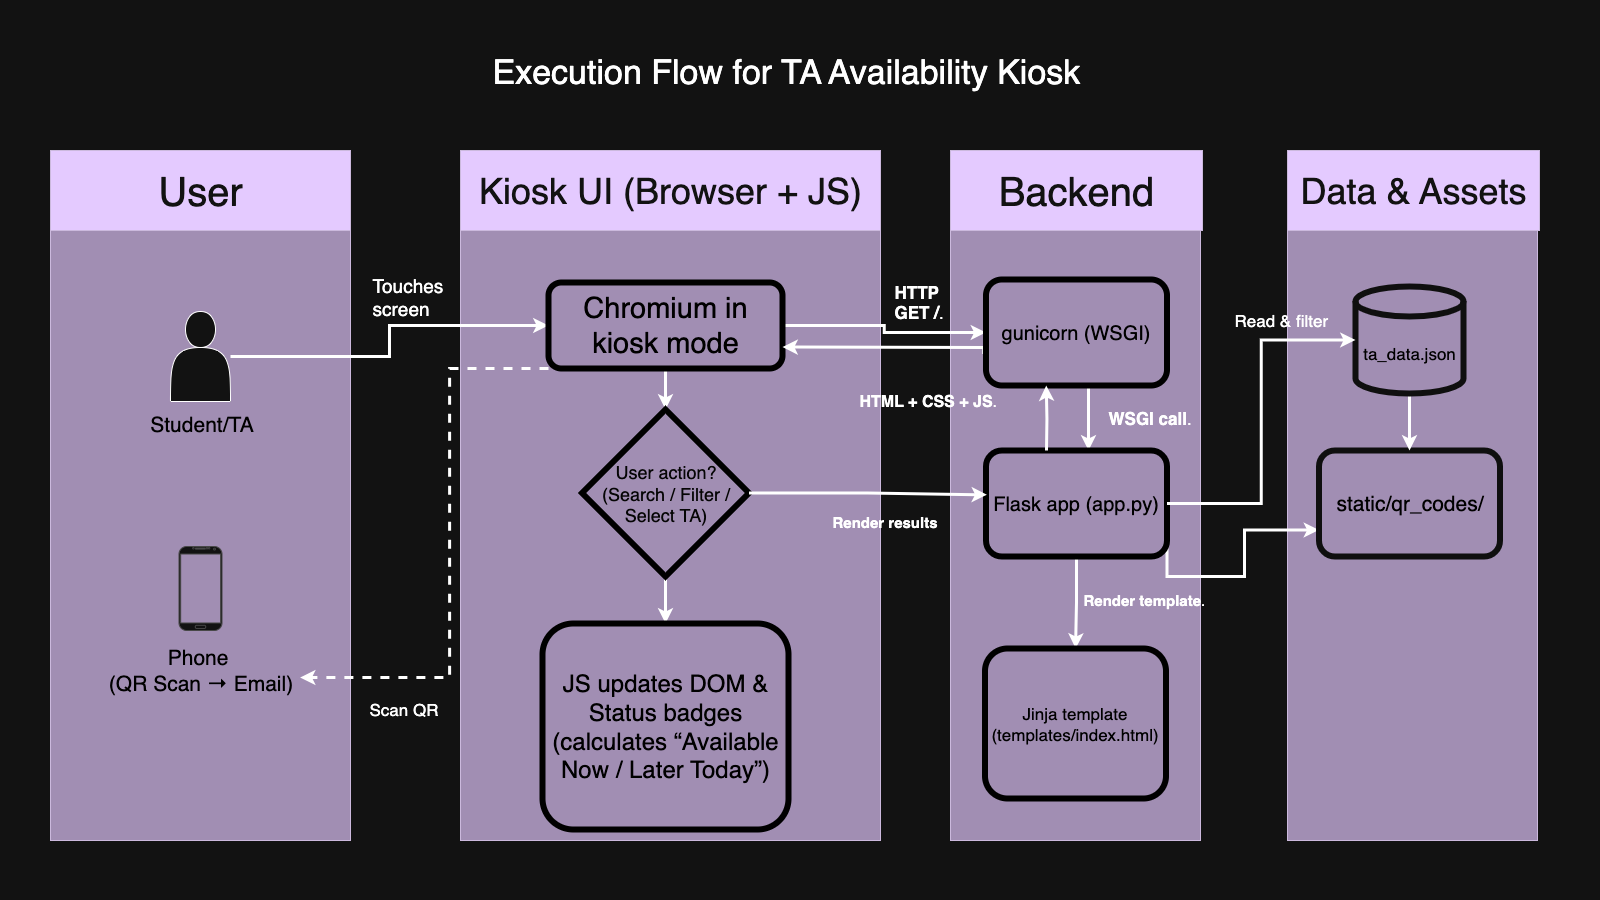 Execution Flow for TA Availability Kiosk
User
Kiosk UI (Browser + JS)
Backend
Data & Assets
Touches
screen
Student/TA
Phone
(QR Scan → Email)
Scan QR
Chromium in
kiosk mode
User action?
(Search / Filter /
Select TA)
JS updates DOM &
Status badges
(calculates “Available
Now / Later Today”)
HTTP
GET /.
HTML + CSS + JS.
Render results
gunicorn (WSGI)
WSGI call.
Flask app (app.py)
Render template.
Jinja template
(templates/index.html)
Read & filter
ta_data.json
static/qr_codes/